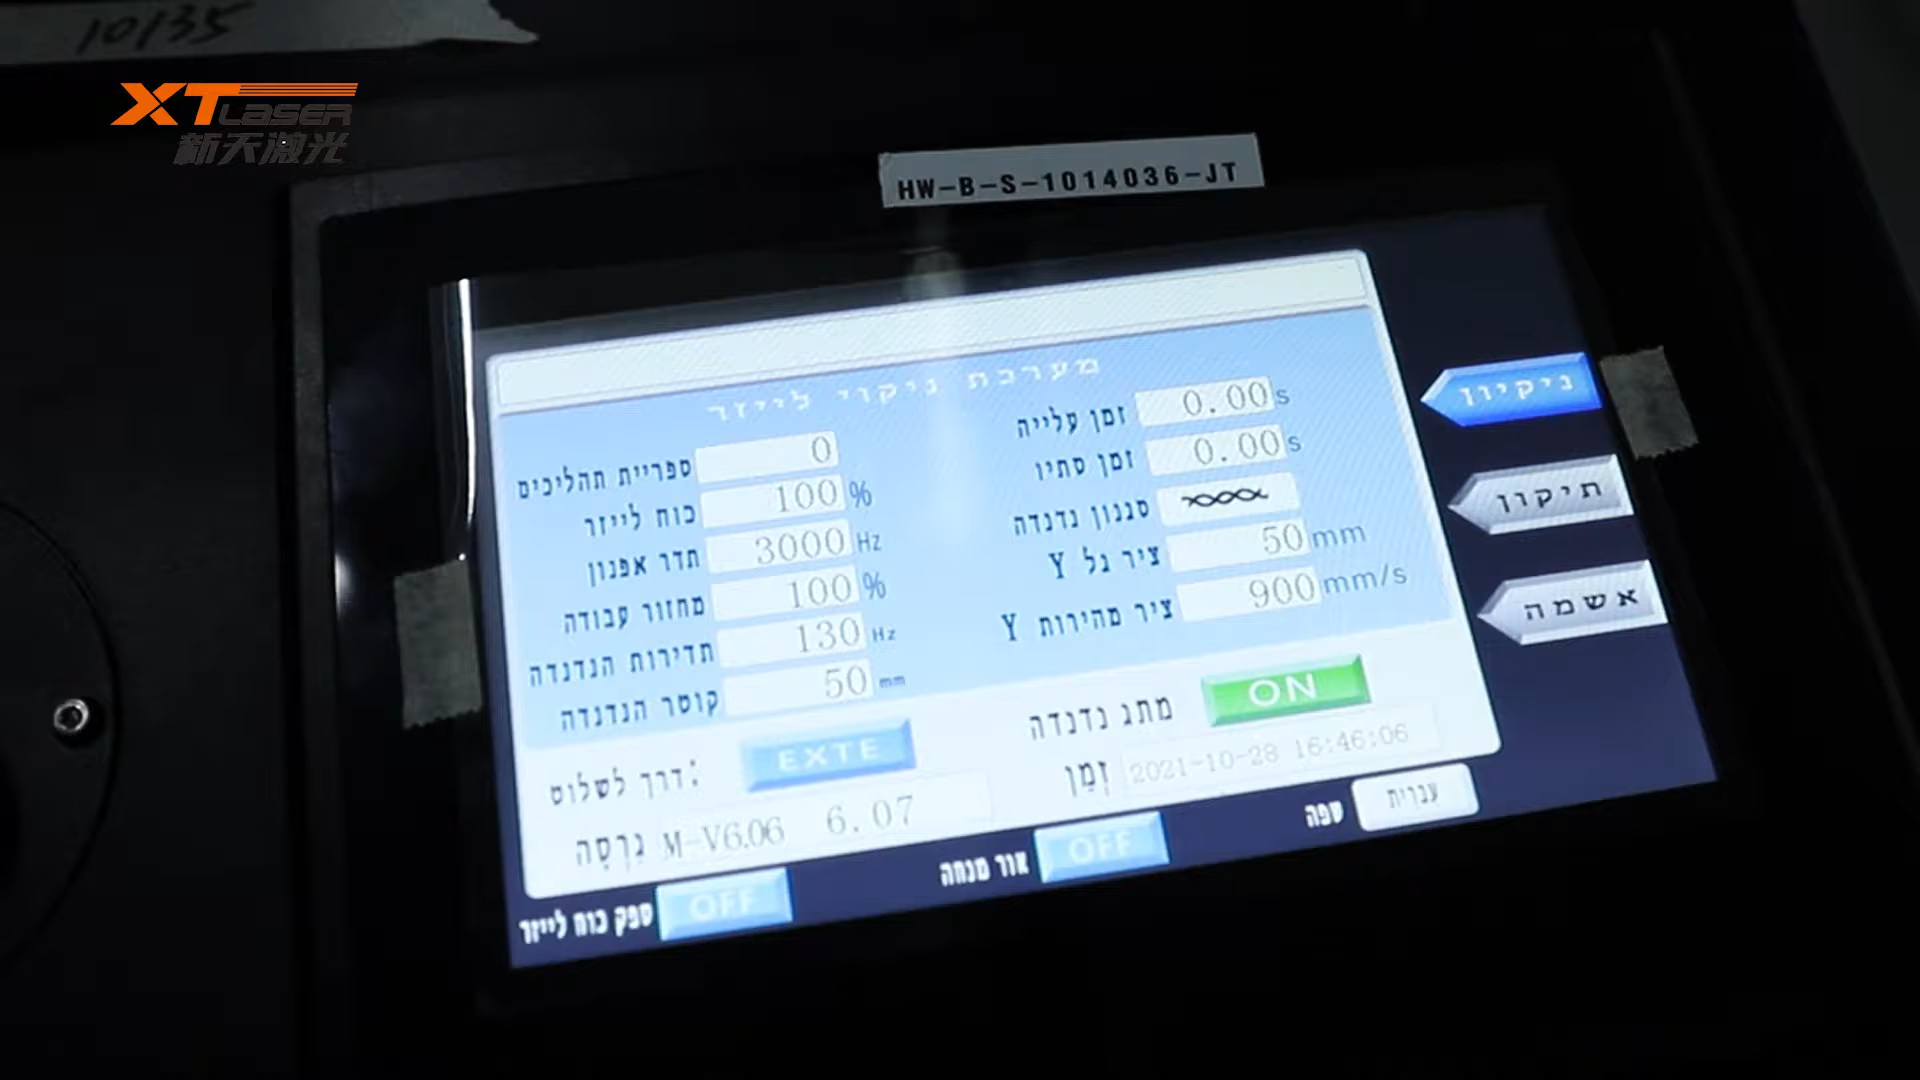 10/35
XT LASER
新天激光
HW-B-S-1014036-JT
מערכת ניקוי לייזר
ספריית תהליכים 0
כוח לייזר 100 %
תדר אפנון 3000 Hz
מחזור עבודה 100 %
תדירות הנדנדה 130 Hz
קוסר הנדנדה 50 mm
זמן עלייה 0.00 s
זמן סתיו 0.00 s
סגנון נדנדה
ציר גל Y 50 mm
ציר מהירות Y 900 mm/s
דרך לשלוט: EXTE
מתג נדנדה ON
גִרְסָה M-V6.06 6.07
זְמַן 2021-10-28 16:46:06
ספק כוח לייזר OFF
אור מנחה OFF
שפה עברית
ניקיון
תיקון
אשמה